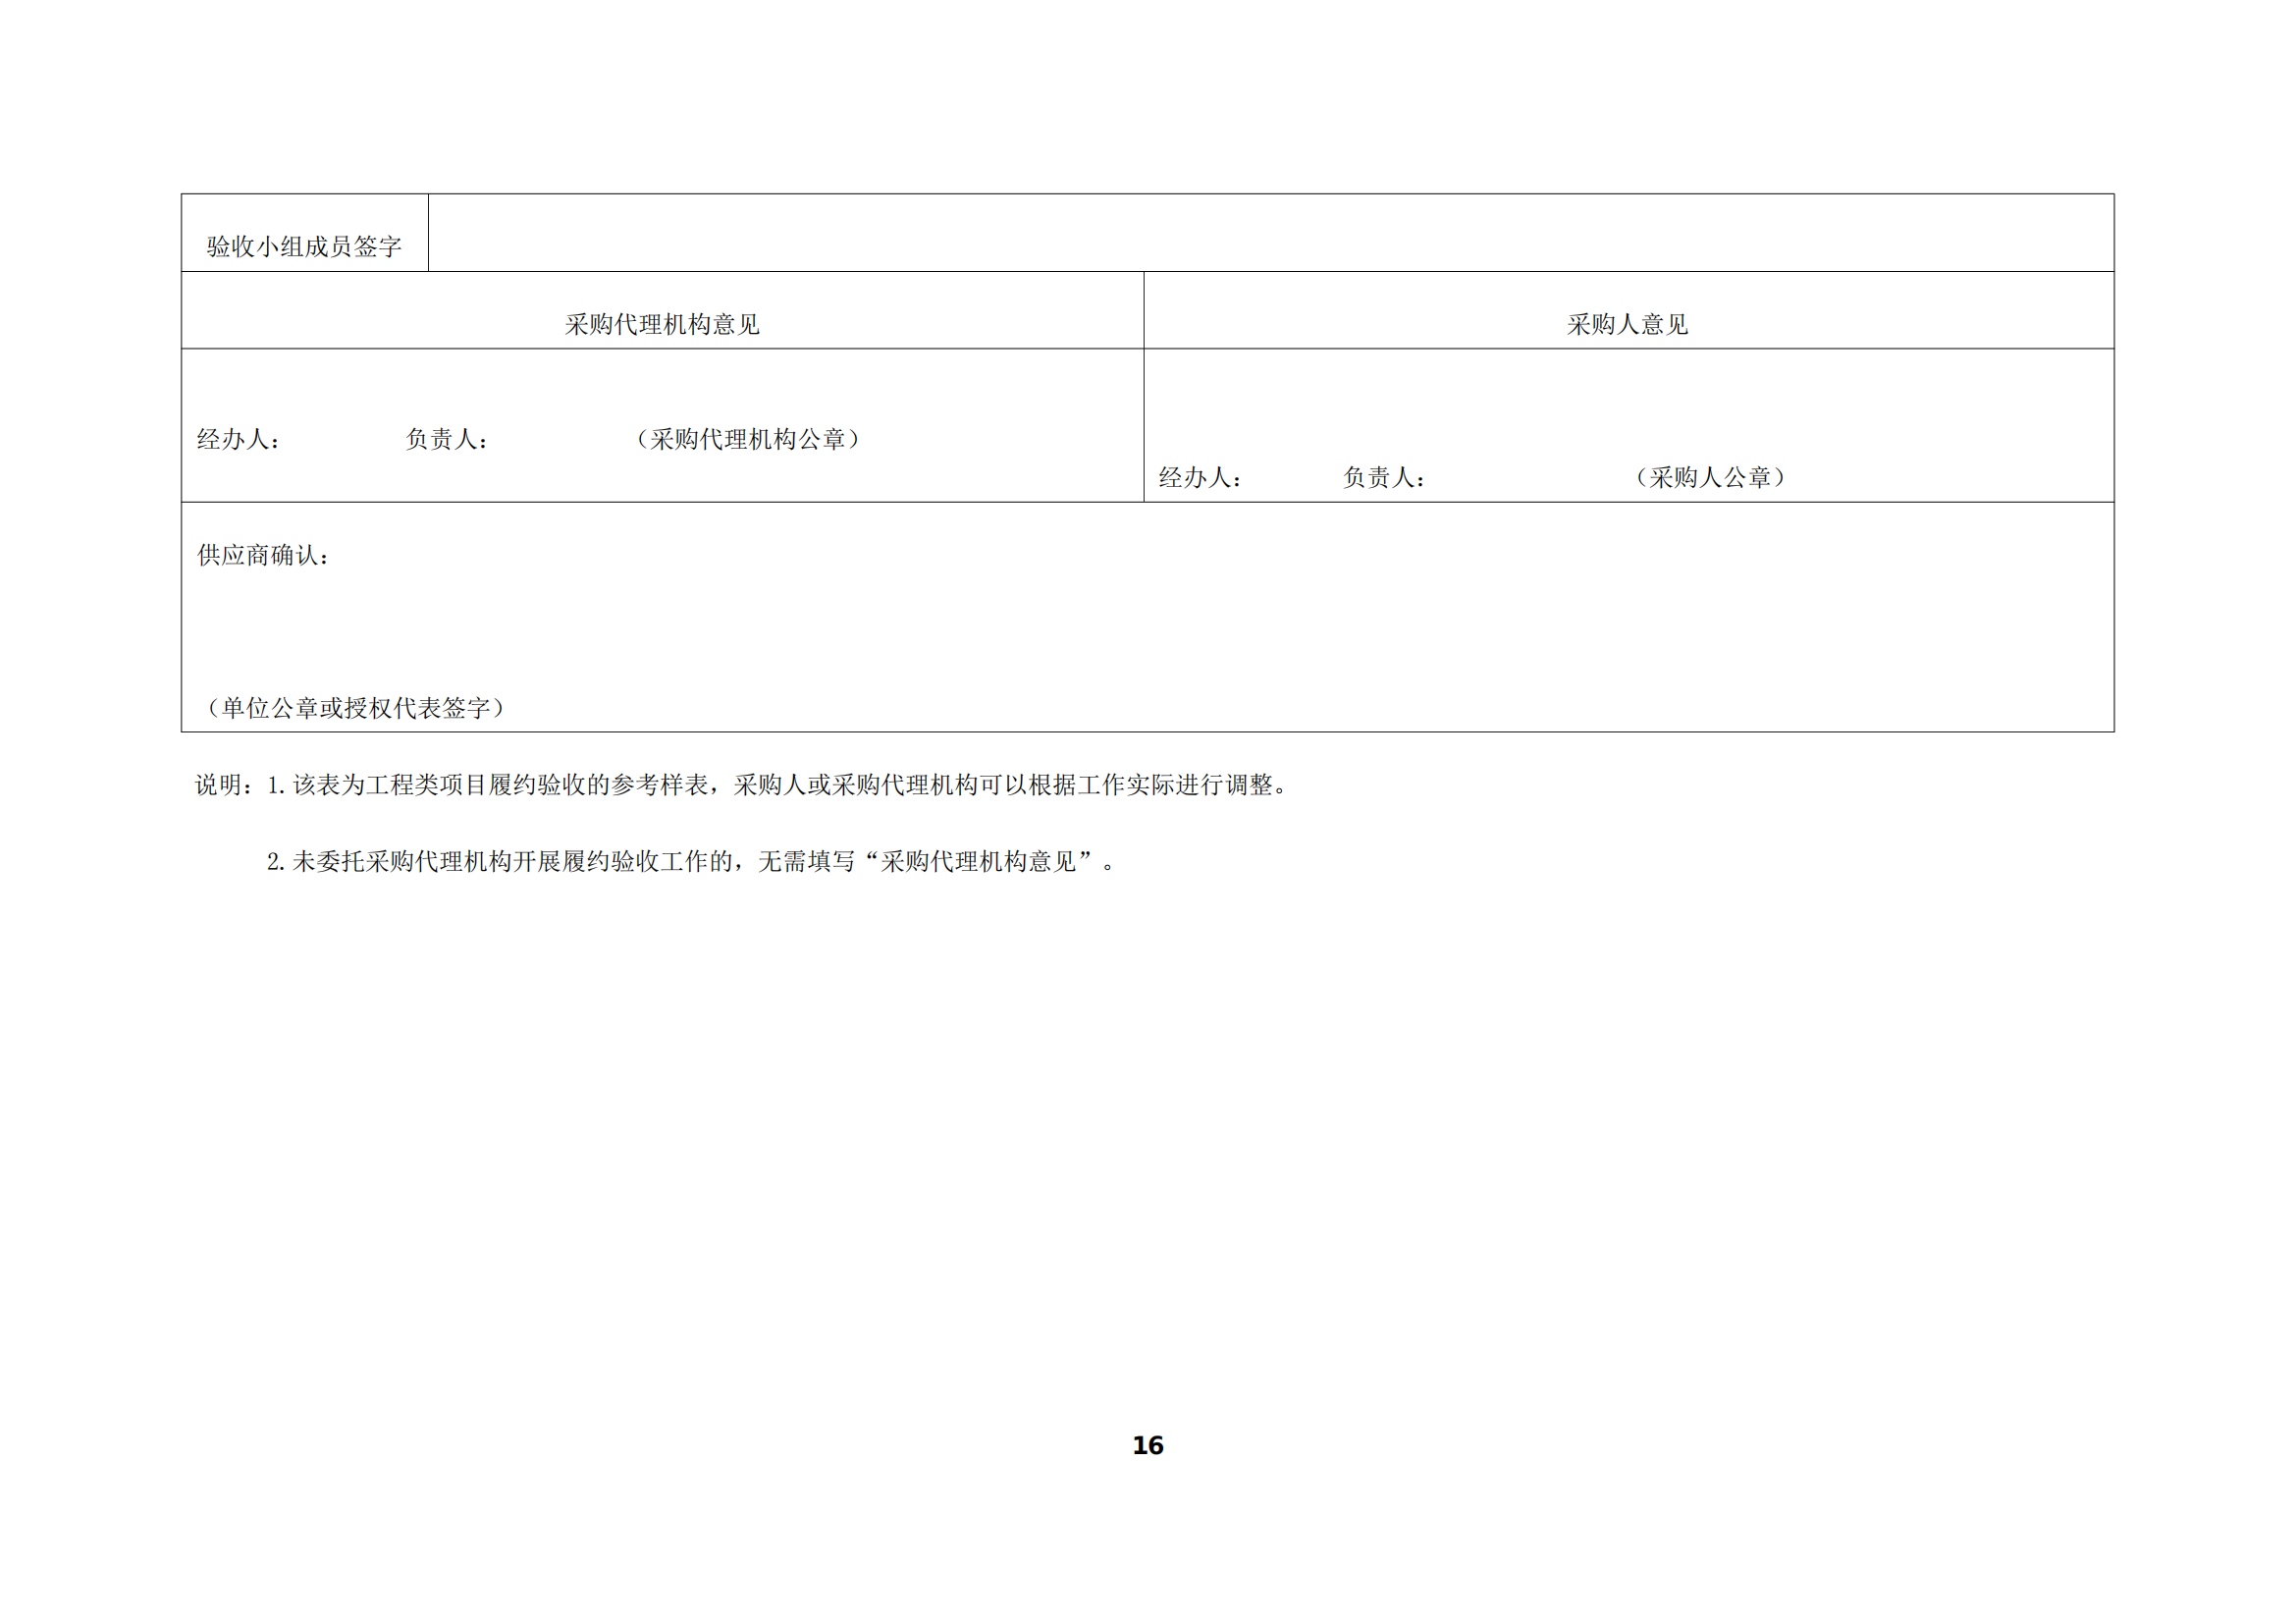 验收小组成员签字
采购代理机构意见 采购人意见
经办人： 负责人： （采购代理机构公章）
经办人： 负责人： （采购人公章）
供应商确认：
（单位公章或授权代表签字）
说明：1.该表为工程类项目履约验收的参考样表，采购人或采购代理机构可以根据工作实际进行调整。
2.未委托采购代理机构开展履约验收工作的，无需填写“采购代理机构意见”。
16